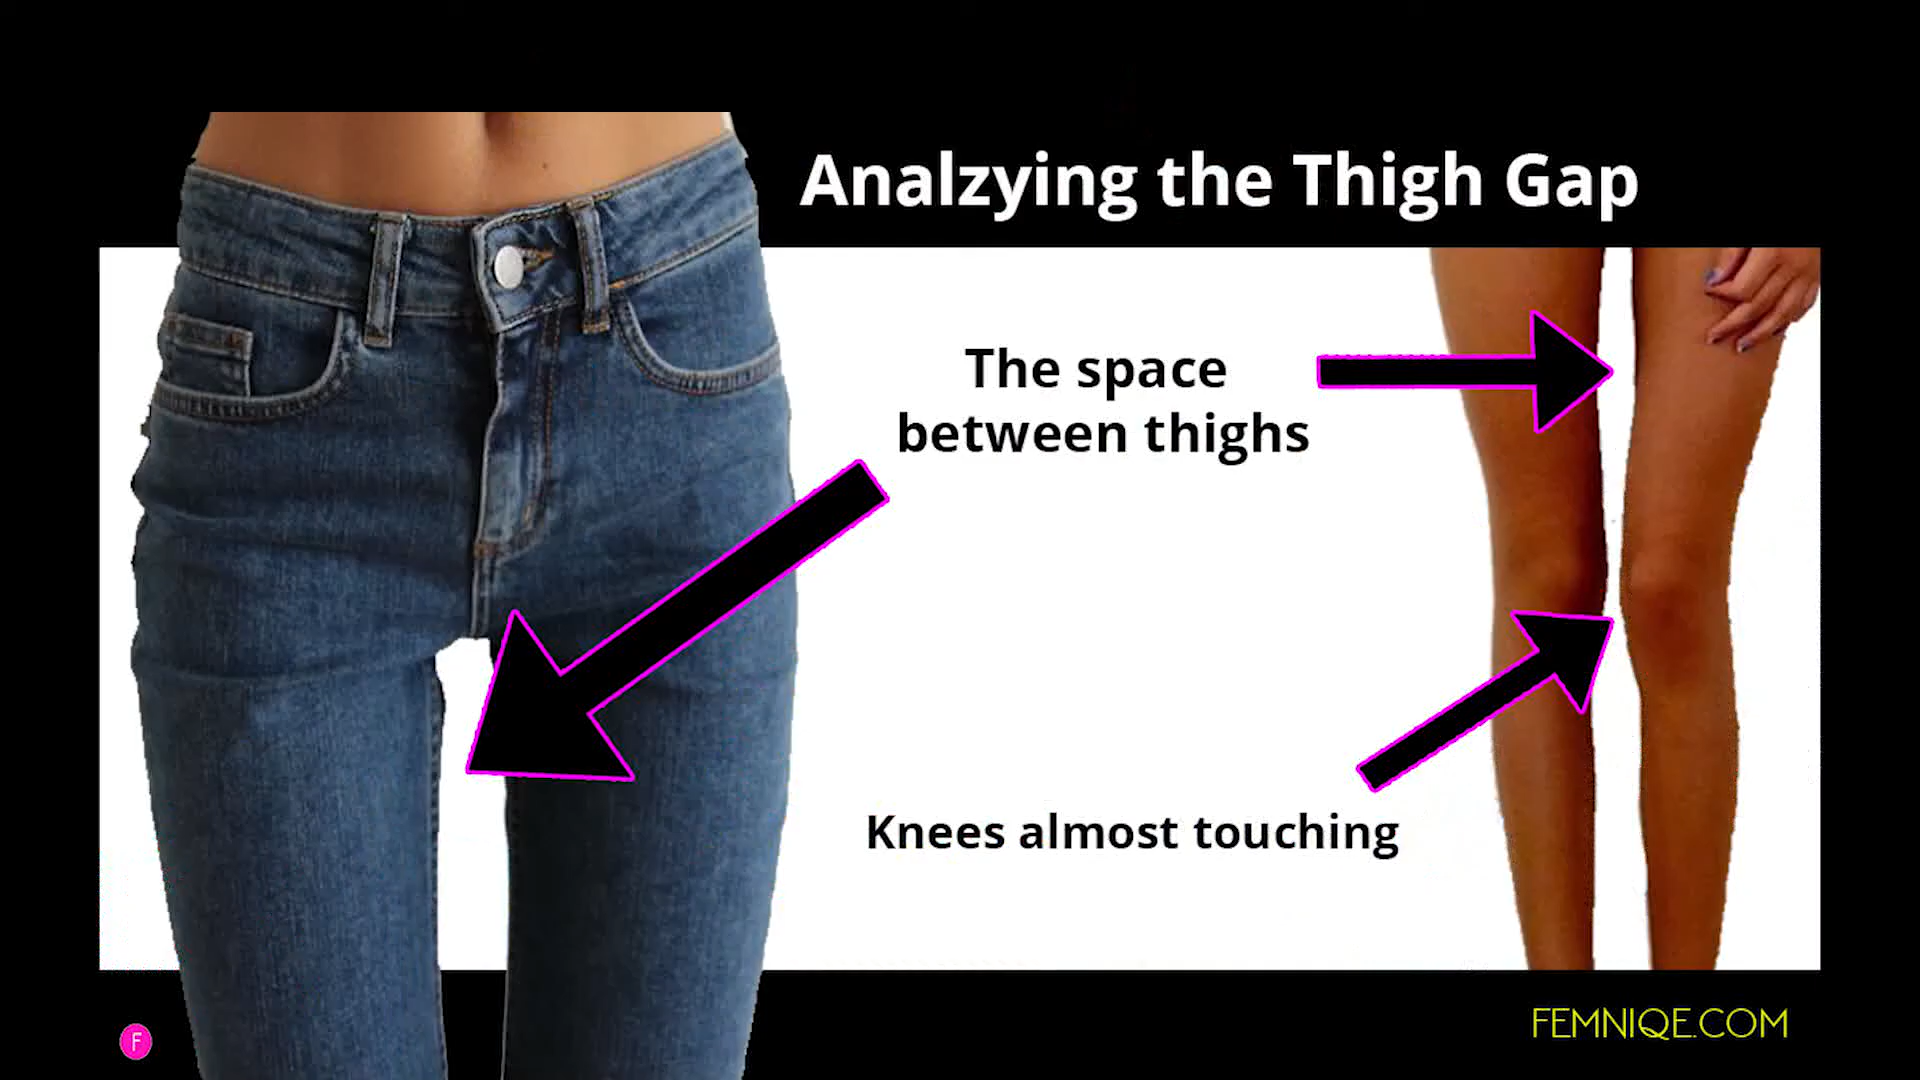 Analzying the Thigh Gap
The space
between thighs
Knees almost touching
F
FEMNIQE.COM